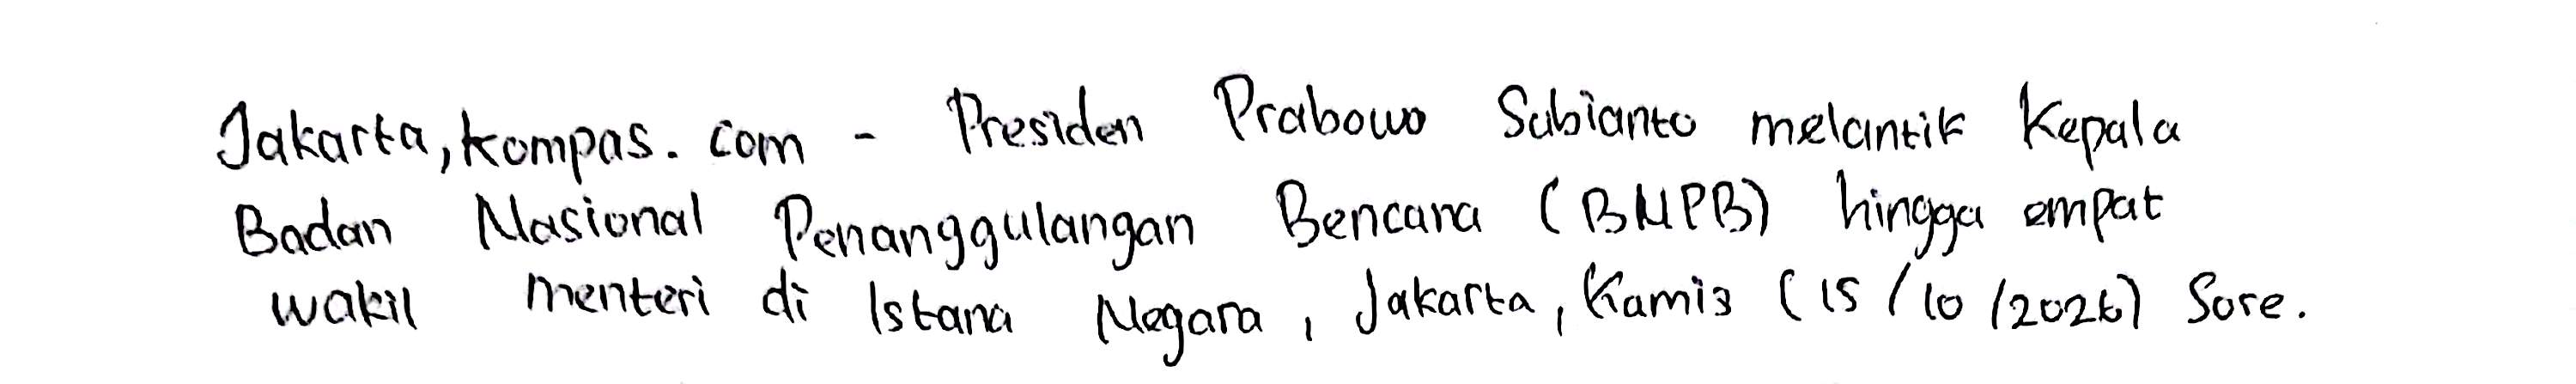 Jakarta, kompas. com - Presiden Prabowo Subianto melantik Kepala
Badan Nasional Penanggulangan Bencana (BNPB) hingga empat
wakil menteri di Istana Negara, Jakarta, Kamis (15/10/2026) Sore.